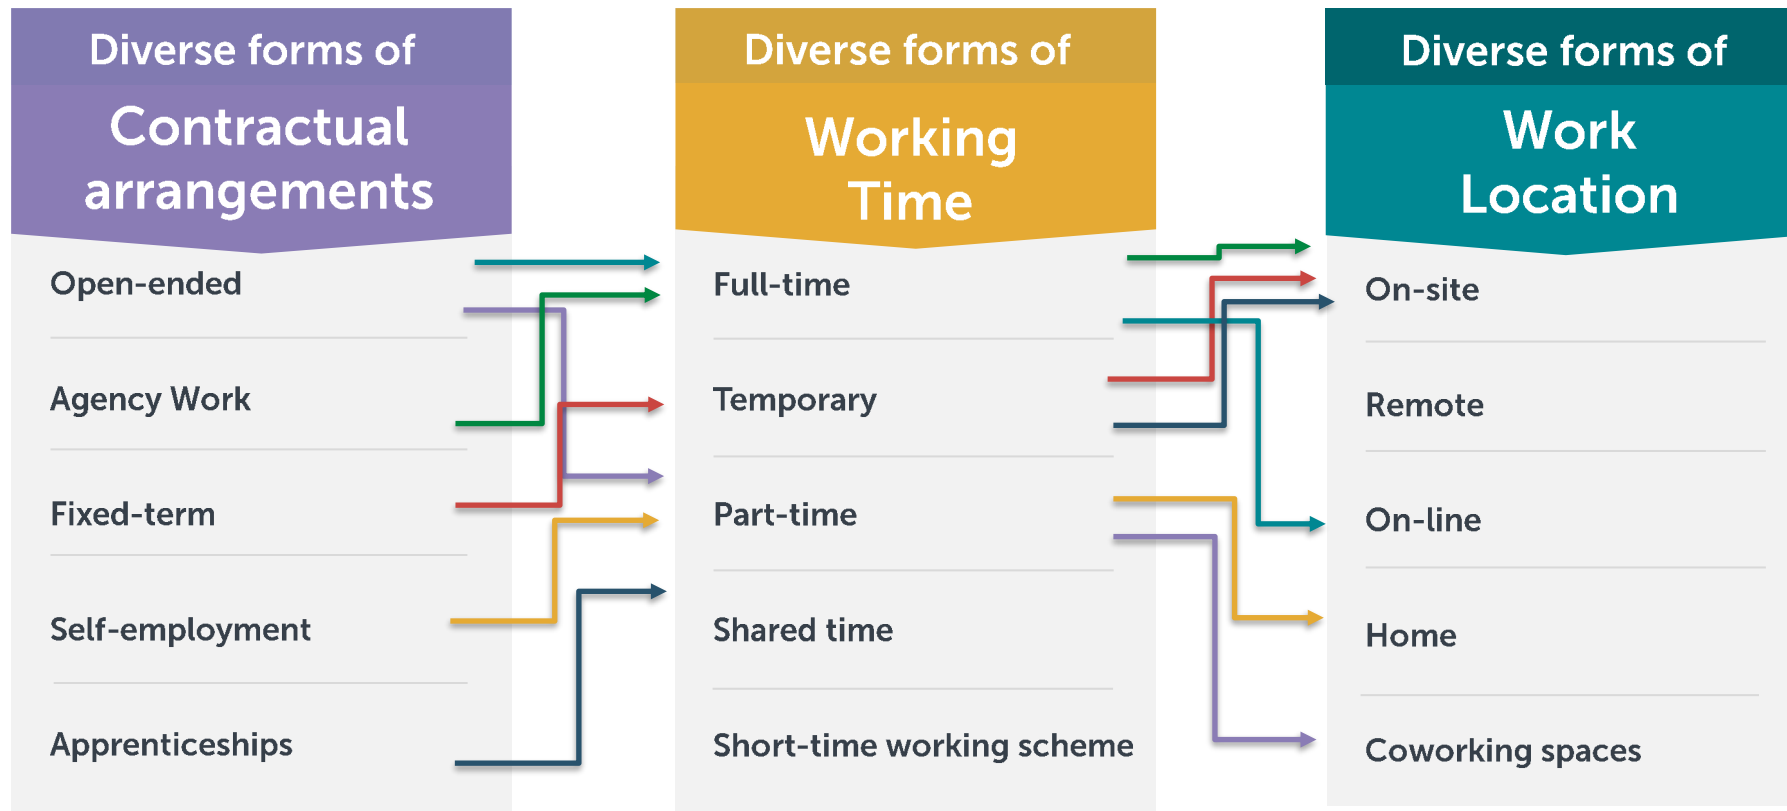 Diverse forms of
Contractual
arrangements
Open-ended
Agency Work
Fixed-term
Self-employment
Apprenticeships
Diverse forms of
Working
Time
Full-time
Temporary
Part-time
Shared time
Short-time working scheme
Diverse forms of
Work
Location
On-site
Remote
On-line
Home
Coworking spaces